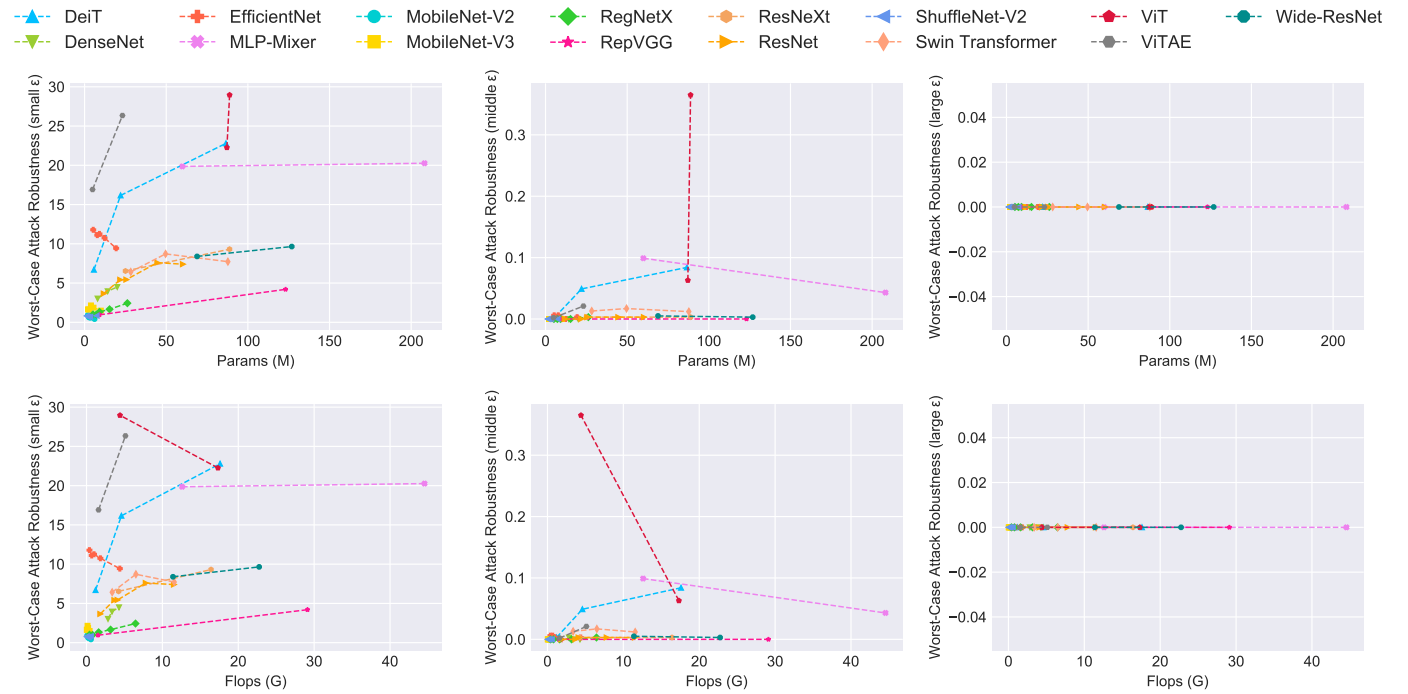 DeiT EfficientNet MobileNet-V2 RegNetX ResNeXt ShuffleNet-V2 ViT Wide-ResNet
DenseNet MLP-Mixer MobileNet-V3 RepVGG ResNet Swin Transformer ViTAE
Worst-Case Attack Robustness (small ε)
30
25
20
15
10
5
0
0 50 100 150 200
Params (M)
Worst-Case Attack Robustness (middle ε)
0.3
0.2
0.1
0.0
0 50 100 150 200
Params (M)
Worst-Case Attack Robustness (large ε)
0.04
0.02
0.00
−0.02
−0.04
0 50 100 150 200
Params (M)
Worst-Case Attack Robustness (small ε)
30
25
20
15
10
5
0
0 10 20 30 40
Flops (G)
Worst-Case Attack Robustness (middle ε)
0.3
0.2
0.1
0.0
0 10 20 30 40
Flops (G)
Worst-Case Attack Robustness (large ε)
0.04
0.02
0.00
−0.02
−0.04
0 10 20 30 40
Flops (G)